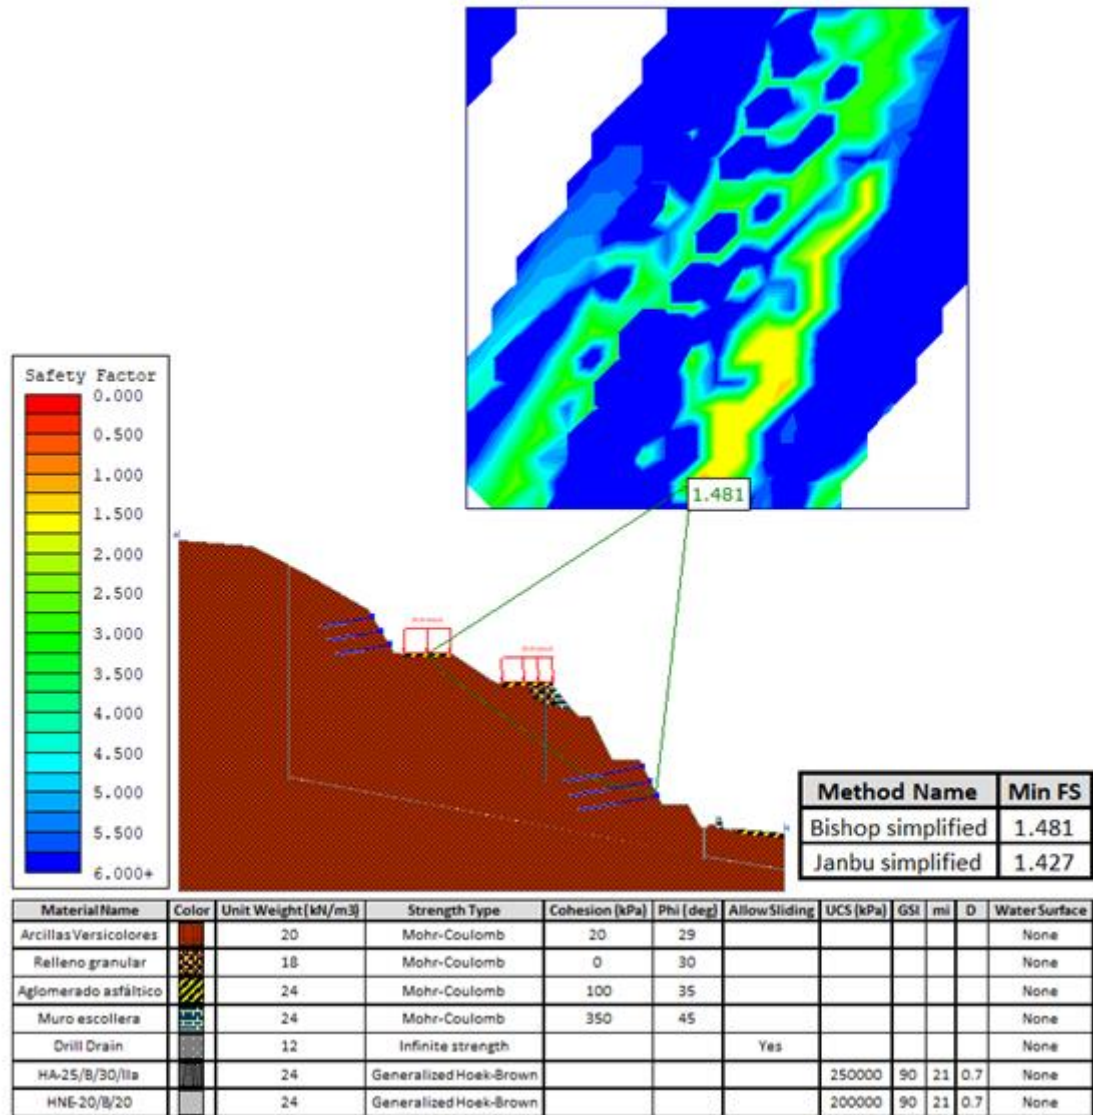 1.481
Safety Factor
0.000
0.500
1.000
1.500
2.000
2.500
3.000
3.500
4.000
4.500
5.000
5.500
6.000+
Method Name Min FS
Bishop simplified 1.481
Janbu simplified 1.427
Material Name Color Unit Weight (kN/m3) Strength Type Cohesion (kPa) Phi (deg) Allow Sliding UCS (kPa) GSI mi D Water Surface
Arcillas Versicolores 20 Mohr-Coulomb 20 29 None
Relleno granular 18 Mohr-Coulomb 0 30 None
Aglomerado asfáltico 24 Mohr-Coulomb 100 35 None
Muro escollera 24 Mohr-Coulomb 350 45 None
Drill Drain 12 Infinite strength Yes None
HA-25/B/30/IIa 24 Generalized Hoek-Brown 250000 90 21 0.7 None
HNE-20/B/20 24 Generalized Hoek-Brown 200000 90 21 0.7 None